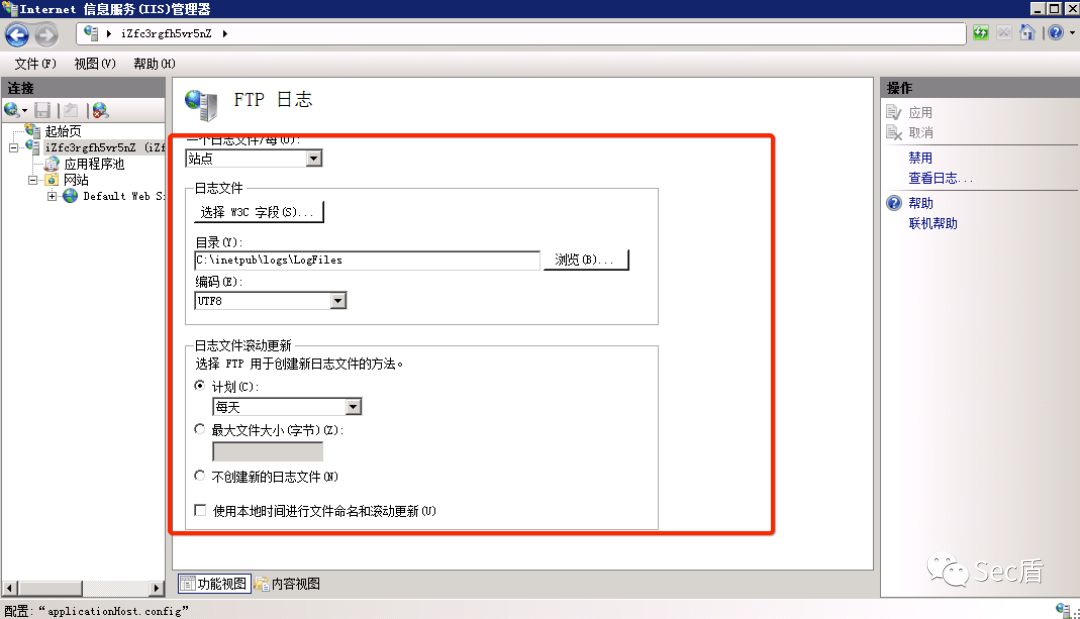 Internet 信息服务(IIS)管理器
iZfc3rgfh5vr5nZ
文件(F) 视图(V) 帮助(H)
连接
起始页
iZfc3rgfh5vr5nZ (iZf
应用程序池
网站
Default Web S
FTP 日志
一个日志文件/每(O):
站点
日志文件
选择 W3C 字段(S)...
目录(Y):
C:\inetpub\logs\LogFiles
浏览(B)...
编码(E):
UTF8
日志文件滚动更新
选择 FTP 用于创建新日志文件的方法。
计划(C):
每天
最大文件大小(字节)(Z):
不创建新的日志文件(N)
使用本地时间进行文件命名和滚动更新(U)
功能视图 内容视图
操作
应用
取消
禁用
查看日志...
帮助
联机帮助
Sec盾
配置:“applicationHost.config”